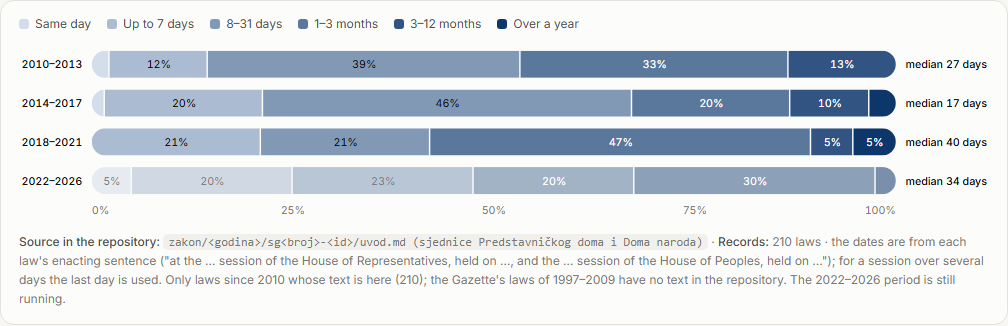 Same day Up to 7 days 8–31 days 1–3 months 3–12 months Over a year
2010–2013 12% 39% 33% 13% median 27 days
2014–2017 20% 46% 20% 10% median 17 days
2018–2021 21% 21% 47% 5% 5% median 40 days
2022–2026 5% 20% 23% 20% 30% median 34 days
0% 25% 50% 75% 100%
Source in the repository: zakon/<godina>/sg<broj>-<id>/uvod.md (sjednice Predstavničkog doma i Doma naroda) · Records: 210 laws · the dates are from each
law's enacting sentence ("at the ... session of the House of Representatives, held on ..., and the ... session of the House of Peoples, held on ..."); for a session over several
days the last day is used. Only laws since 2010 whose text is here (210); the Gazette's laws of 1997–2009 have no text in the repository. The 2022–2026 period is still
running.